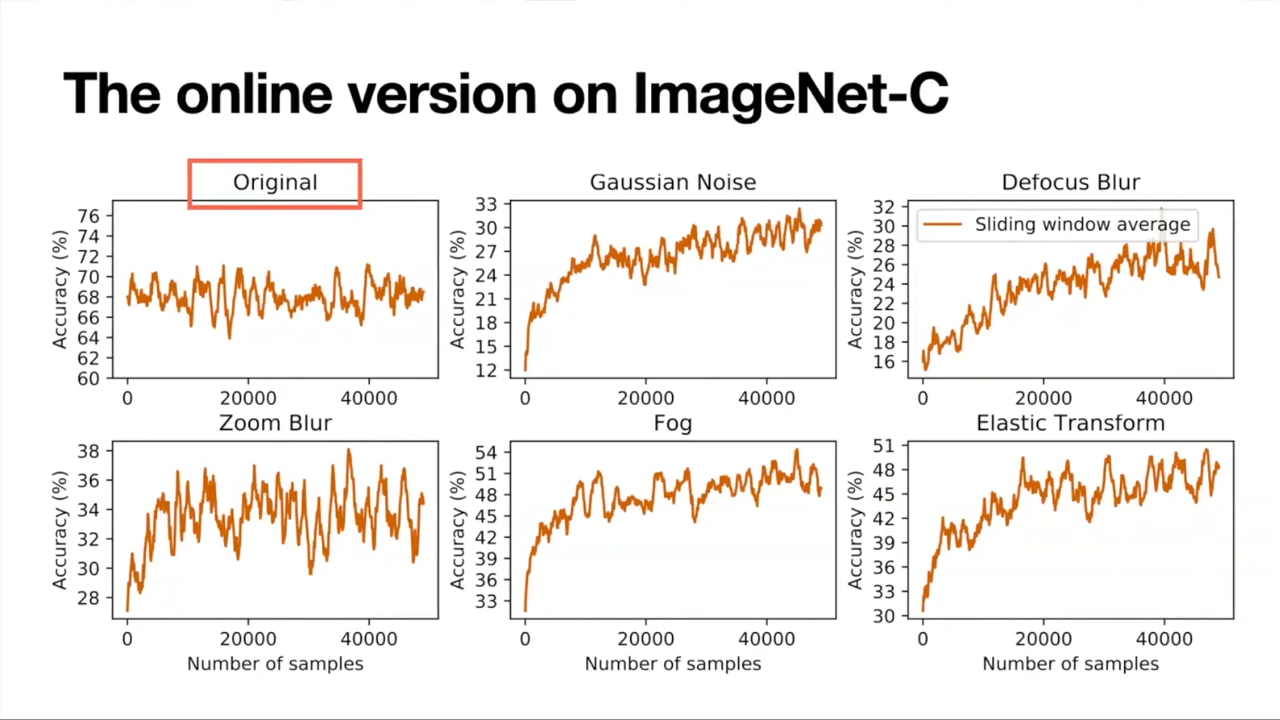 The online version on ImageNet-C
Original
Gaussian Noise
Defocus Blur
Accuracy (%)
76
74
72
70
68
66
64
62
60
0 20000 40000
Accuracy (%)
33
30
27
24
21
18
15
12
0 20000 40000
Accuracy (%)
32
30
28
26
24
22
20
18
16
Sliding window average
0 20000 40000
Zoom Blur
Fog
Elastic Transform
Accuracy (%)
38
36
34
32
30
28
0 20000 40000
Number of samples
Accuracy (%)
54
51
48
45
42
39
36
33
0 20000 40000
Number of samples
Accuracy (%)
51
48
45
42
39
36
33
30
0 20000 40000
Number of samples